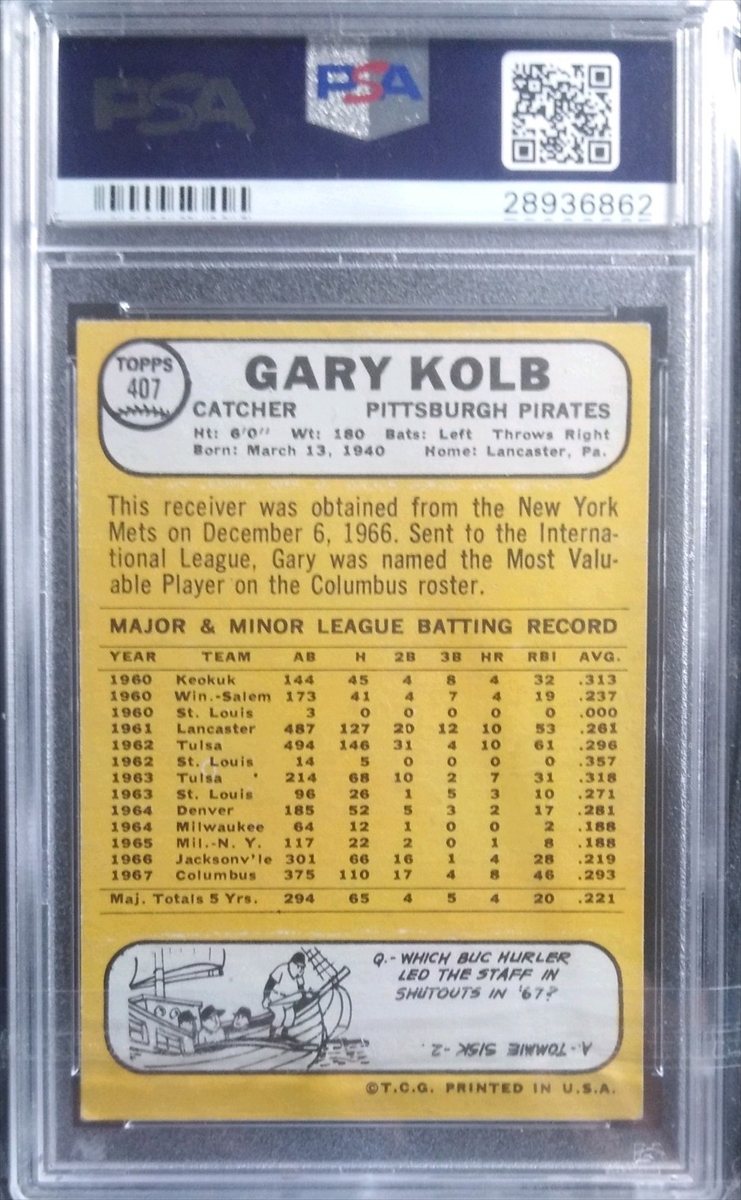 PSA
PSA
28936862
TOPPS
407
GARY KOLB
CATCHER PITTSBURGH PIRATES
Ht: 6'0" Wt: 180 Bats: Left Throws Right
Born: March 13, 1940 Home: Lancaster, Pa.
This receiver was obtained from the New York
Mets on December 6, 1966. Sent to the Interna-
tional League, Gary was named the Most Valu-
able Player on the Columbus roster.
MAJOR & MINOR LEAGUE BATTING RECORD
YEAR TEAM AB H 2B 3B HR RBI AVG.
1960 Keokuk 144 45 4 8 4 32 .313
1960 Win.-Salem 173 41 4 7 4 19 .237
1960 St. Louis 3 0 0 0 0 0 .000
1961 Lancaster 487 127 20 12 10 53 .261
1962 Tulsa 494 146 31 4 10 61 .296
1962 St. Louis 14 5 0 0 0 0 .357
1963 Tulsa 214 68 10 2 7 31 .318
1963 St. Louis 96 26 1 5 3 10 .271
1964 Denver 185 52 5 3 2 17 .281
1964 Milwaukee 64 12 1 0 0 2 .188
1965 Mil.-N. Y. 117 22 2 0 1 8 .188
1966 Jacksonv'le 301 66 16 1 4 28 .219
1967 Columbus 375 110 17 4 8 46 .293
Maj. Totals 5 Yrs. 294 65 4 5 4 20 .221
Q.- WHICH BUC HURLER
LED THE STAFF IN
SHUTOUTS IN '67?
A- TOMMIE SISK -2.
©T.C.G. PRINTED IN U.S.A.